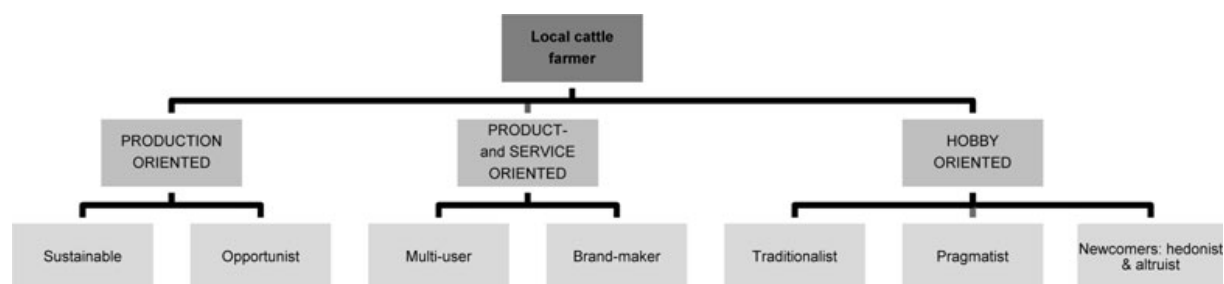 Local cattle
farmer
PRODUCTION
ORIENTED
PRODUCT-
and SERVICE
ORIENTED
HOBBY
ORIENTED
Sustainable
Opportunist
Multi-user
Brand-maker
Traditionalist
Pragmatist
Newcomers: hedonist
& altruist